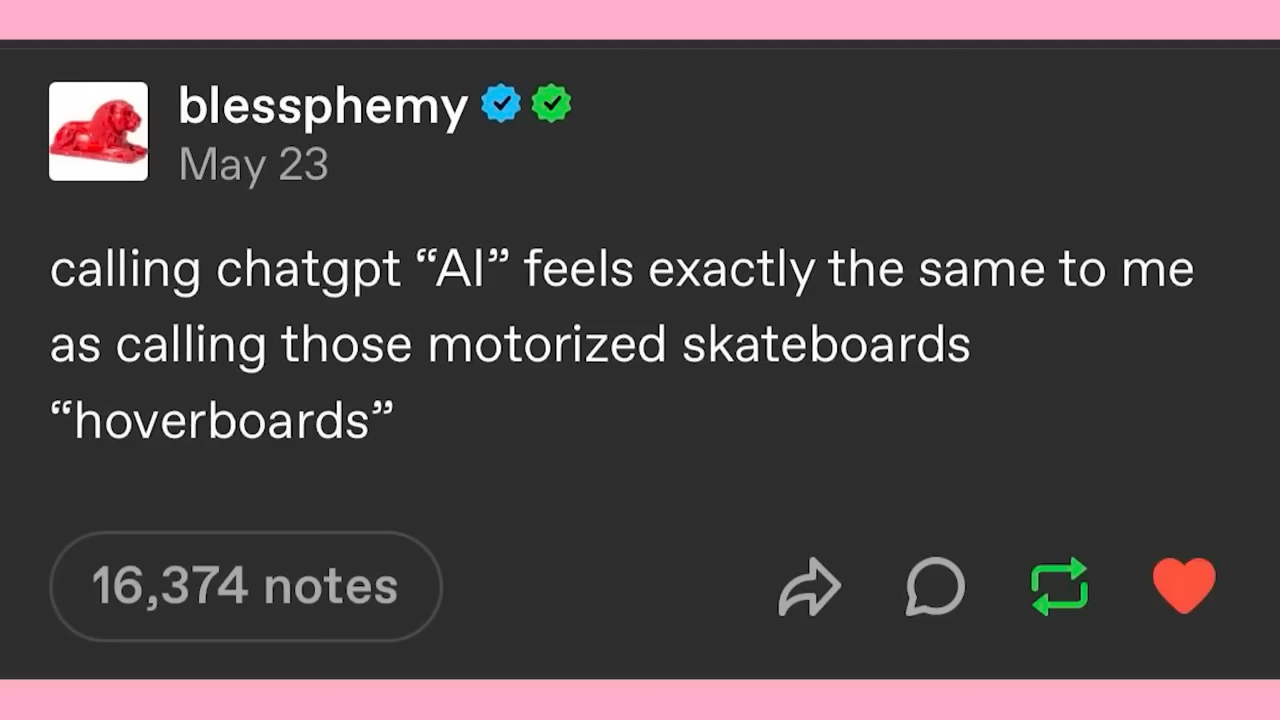 blessphemy
May 23
calling chatgpt “AI” feels exactly the same to me
as calling those motorized skateboards
“hoverboards”
16,374 notes